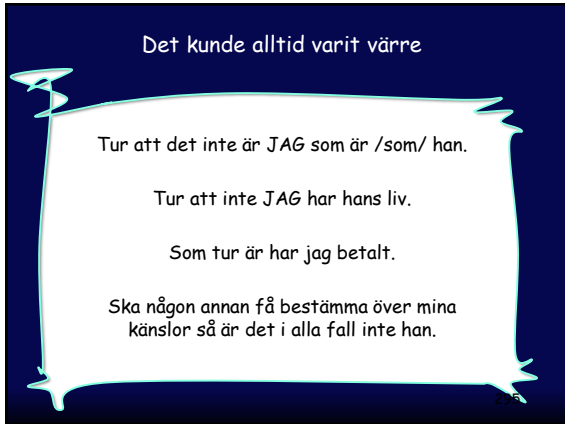 Det kunde alltid varit värre
Tur att det inte är JAG som är /som/ han.
Tur att inte JAG har hans liv.
Som tur är har jag betalt.
Ska någon annan få bestämma över mina
känslor så är det i alla fall inte han.